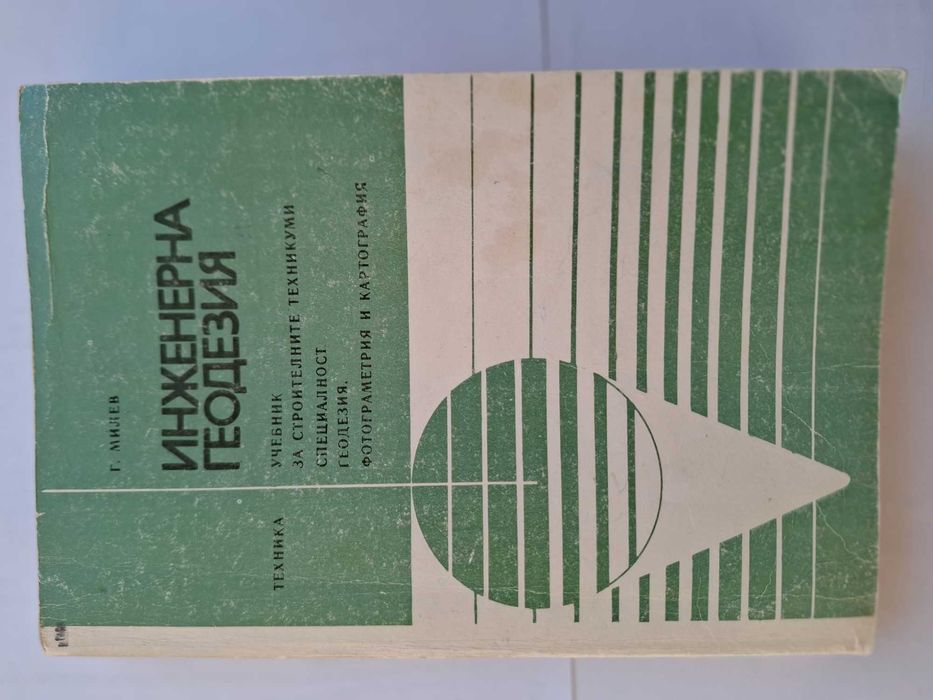 Г. МИЛЕВ
ИНЖЕНЕРНА
ГЕОДЕЗИЯ
УЧЕБНИК
ЗА СТРОИТЕЛНИТЕ ТЕХНИКУМИ
СПЕЦИАЛНОСТ
ГЕОДЕЗИЯ,
ФОТОГРАМЕТРИЯ И КАРТОГРАФИЯ
ТЕХНИКА